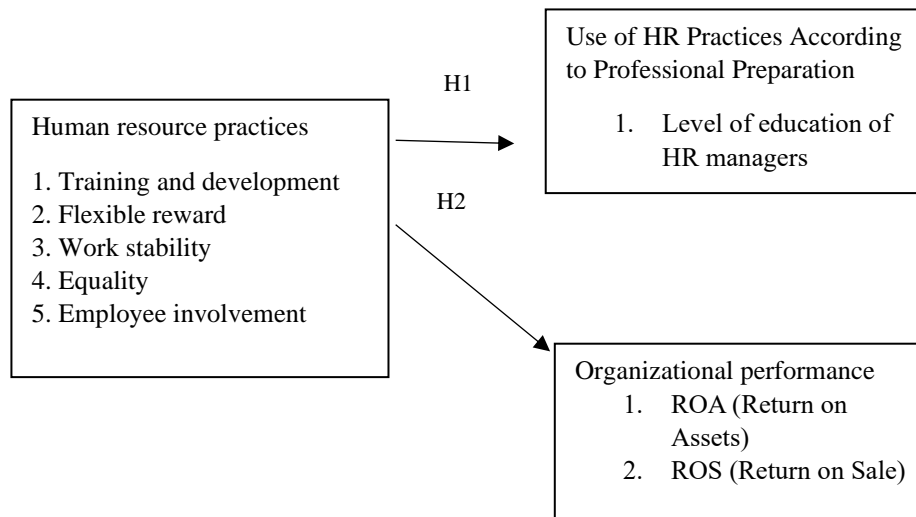 Human resource practices
1. Training and development
2. Flexible reward
3. Work stability
4. Equality
5. Employee involvement
H1
H2
Use of HR Practices According
to Professional Preparation
1. Level of education of
HR managers
Organizational performance
1. ROA (Return on
Assets)
2. ROS (Return on Sale)